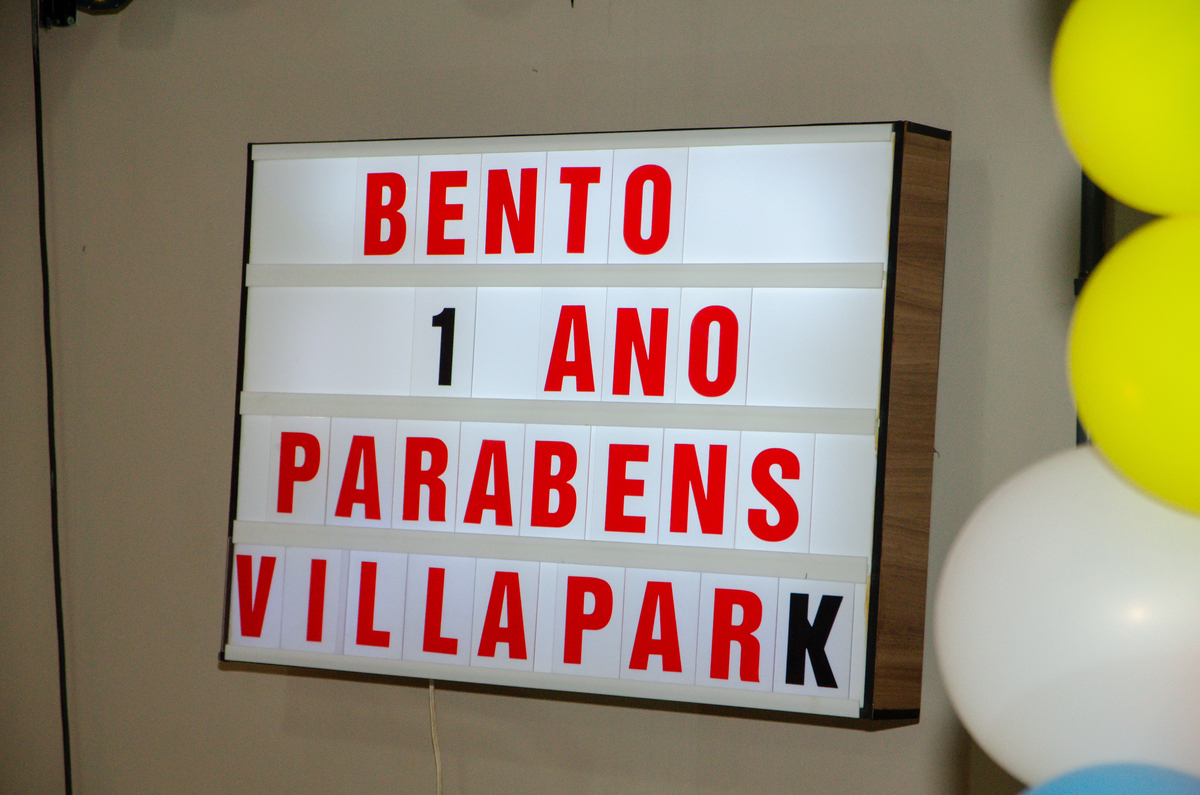 BENTO
1 ANO
PARABENS
VILLAPARK